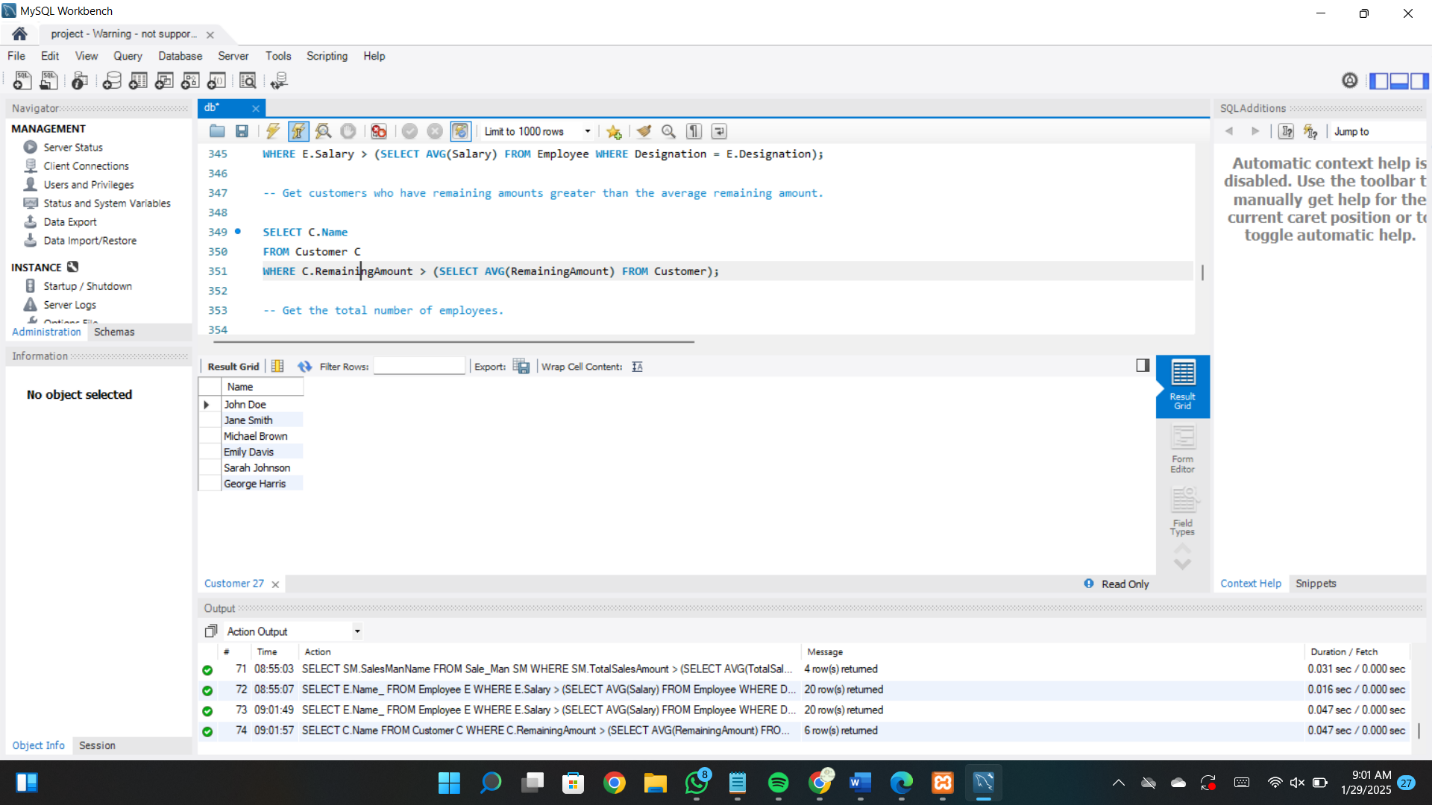 MySQL Workbench
project - Warning - not suppor...
File Edit View Query Database Server Tools Scripting Help
Navigator
MANAGEMENT
Server Status
Client Connections
Users and Privileges
Status and System Variables
Data Export
Data Import/Restore
INSTANCE
Startup / Shutdown
Server Logs
Options File
Administration Schemas
Information
No object selected
Object Info Session
db*
Limit to 1000 rows
345 WHERE E.Salary > (SELECT AVG(Salary) FROM Employee WHERE Designation = E.Designation);
346
347 -- Get customers who have remaining amounts greater than the average remaining amount.
348
349 SELECT C.Name
350 FROM Customer C
351 WHERE C.RemainingAmount > (SELECT AVG(RemainingAmount) FROM Customer);
352
353 -- Get the total number of employees.
354
Result Grid Filter Rows: Export: Wrap Cell Content:
Name
John Doe
Jane Smith
Michael Brown
Emily Davis
Sarah Johnson
George Harris
Result
Grid
Form
Editor
Field
Types
Customer 27
Read Only
SQLAdditions
Jump to
Automatic context help is
disabled. Use the toolbar t
manually get help for the
current caret position or to
toggle automatic help.
Context Help Snippets
Output
Action Output
# Time Action Message Duration / Fetch
71 08:55:03 SELECT SM.SalesManName FROM Sale_Man SM WHERE SM.TotalSalesAmount > (SELECT AVG(TotalSal... 4 row(s) returned 0.031 sec / 0.000 sec
72 08:55:07 SELECT E.Name_ FROM Employee E WHERE E.Salary > (SELECT AVG(Salary) FROM Employee WHERE D... 20 row(s) returned 0.016 sec / 0.000 sec
73 09:01:49 SELECT E.Name_ FROM Employee E WHERE E.Salary > (SELECT AVG(Salary) FROM Employee WHERE D... 20 row(s) returned 0.047 sec / 0.000 sec
74 09:01:57 SELECT C.Name FROM Customer C WHERE C.RemainingAmount > (SELECT AVG(RemainingAmount) FRO... 6 row(s) returned 0.047 sec / 0.000 sec
8
9:01 AM
1/29/2025
27